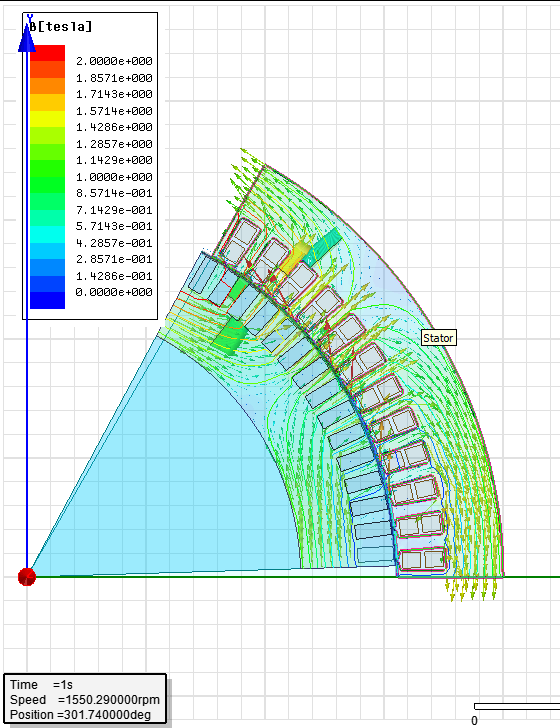 Y
B[tesla]
2.0000e+000
1.8571e+000
1.7143e+000
1.5714e+000
1.4286e+000
1.2857e+000
1.1429e+000
1.0000e+000
8.5714e-001
7.1429e-001
5.7143e-001
4.2857e-001
2.8571e-001
1.4286e-001
0.0000e+000
Stator
Time =1s
Speed =1550.290000rpm
Position =301.740000deg
0